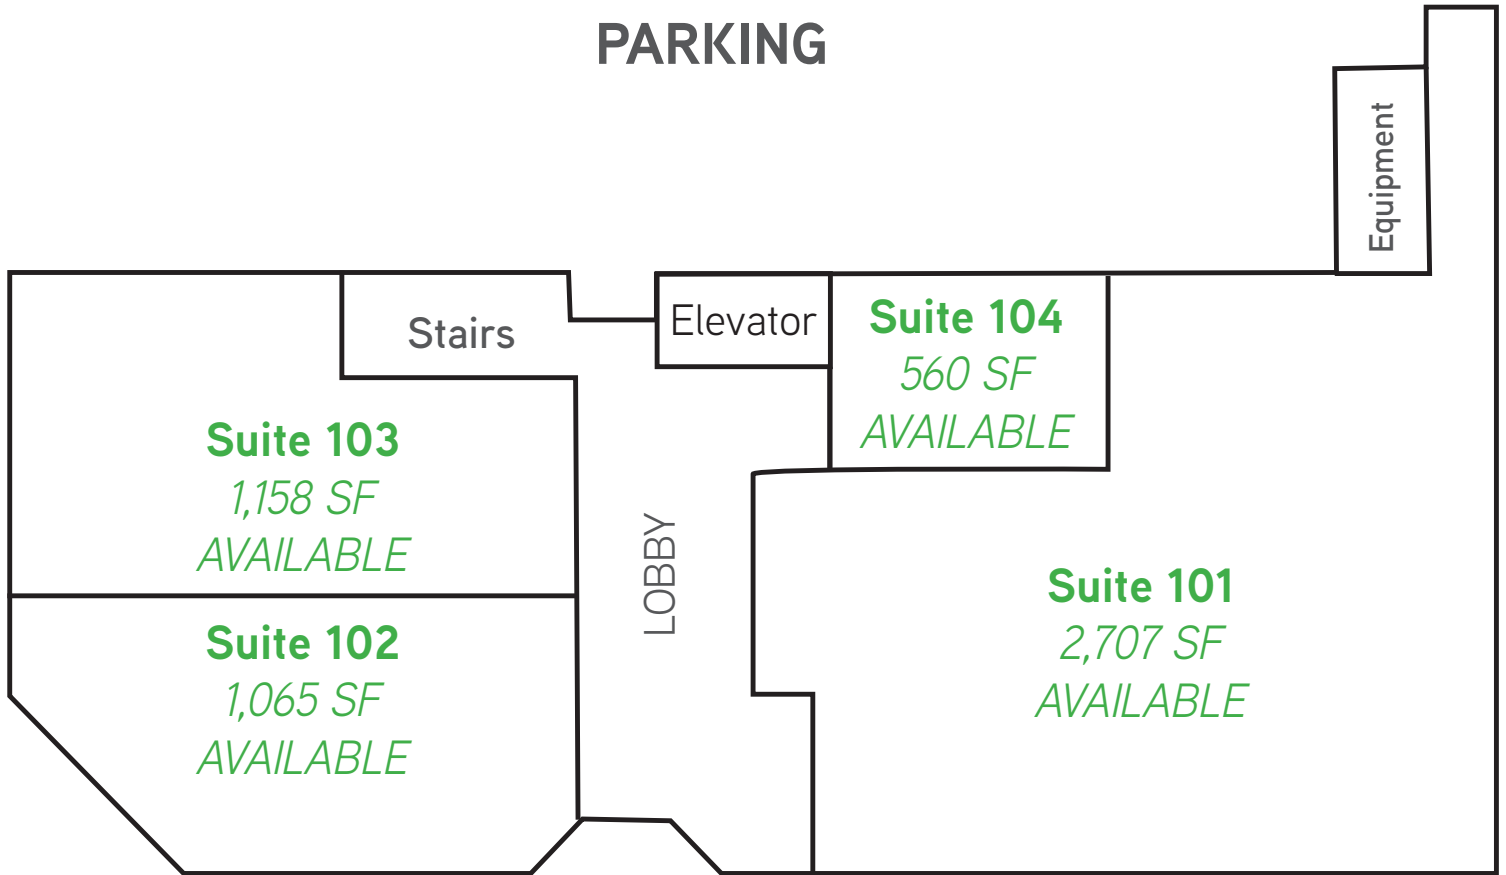 PARKING
Equipment
Stairs
Elevator
Suite 104
560 SF
AVAILABLE
Suite 103
1,158 SF
AVAILABLE
LOBBY
Suite 101
2,707 SF
AVAILABLE
Suite 102
1,065 SF
AVAILABLE